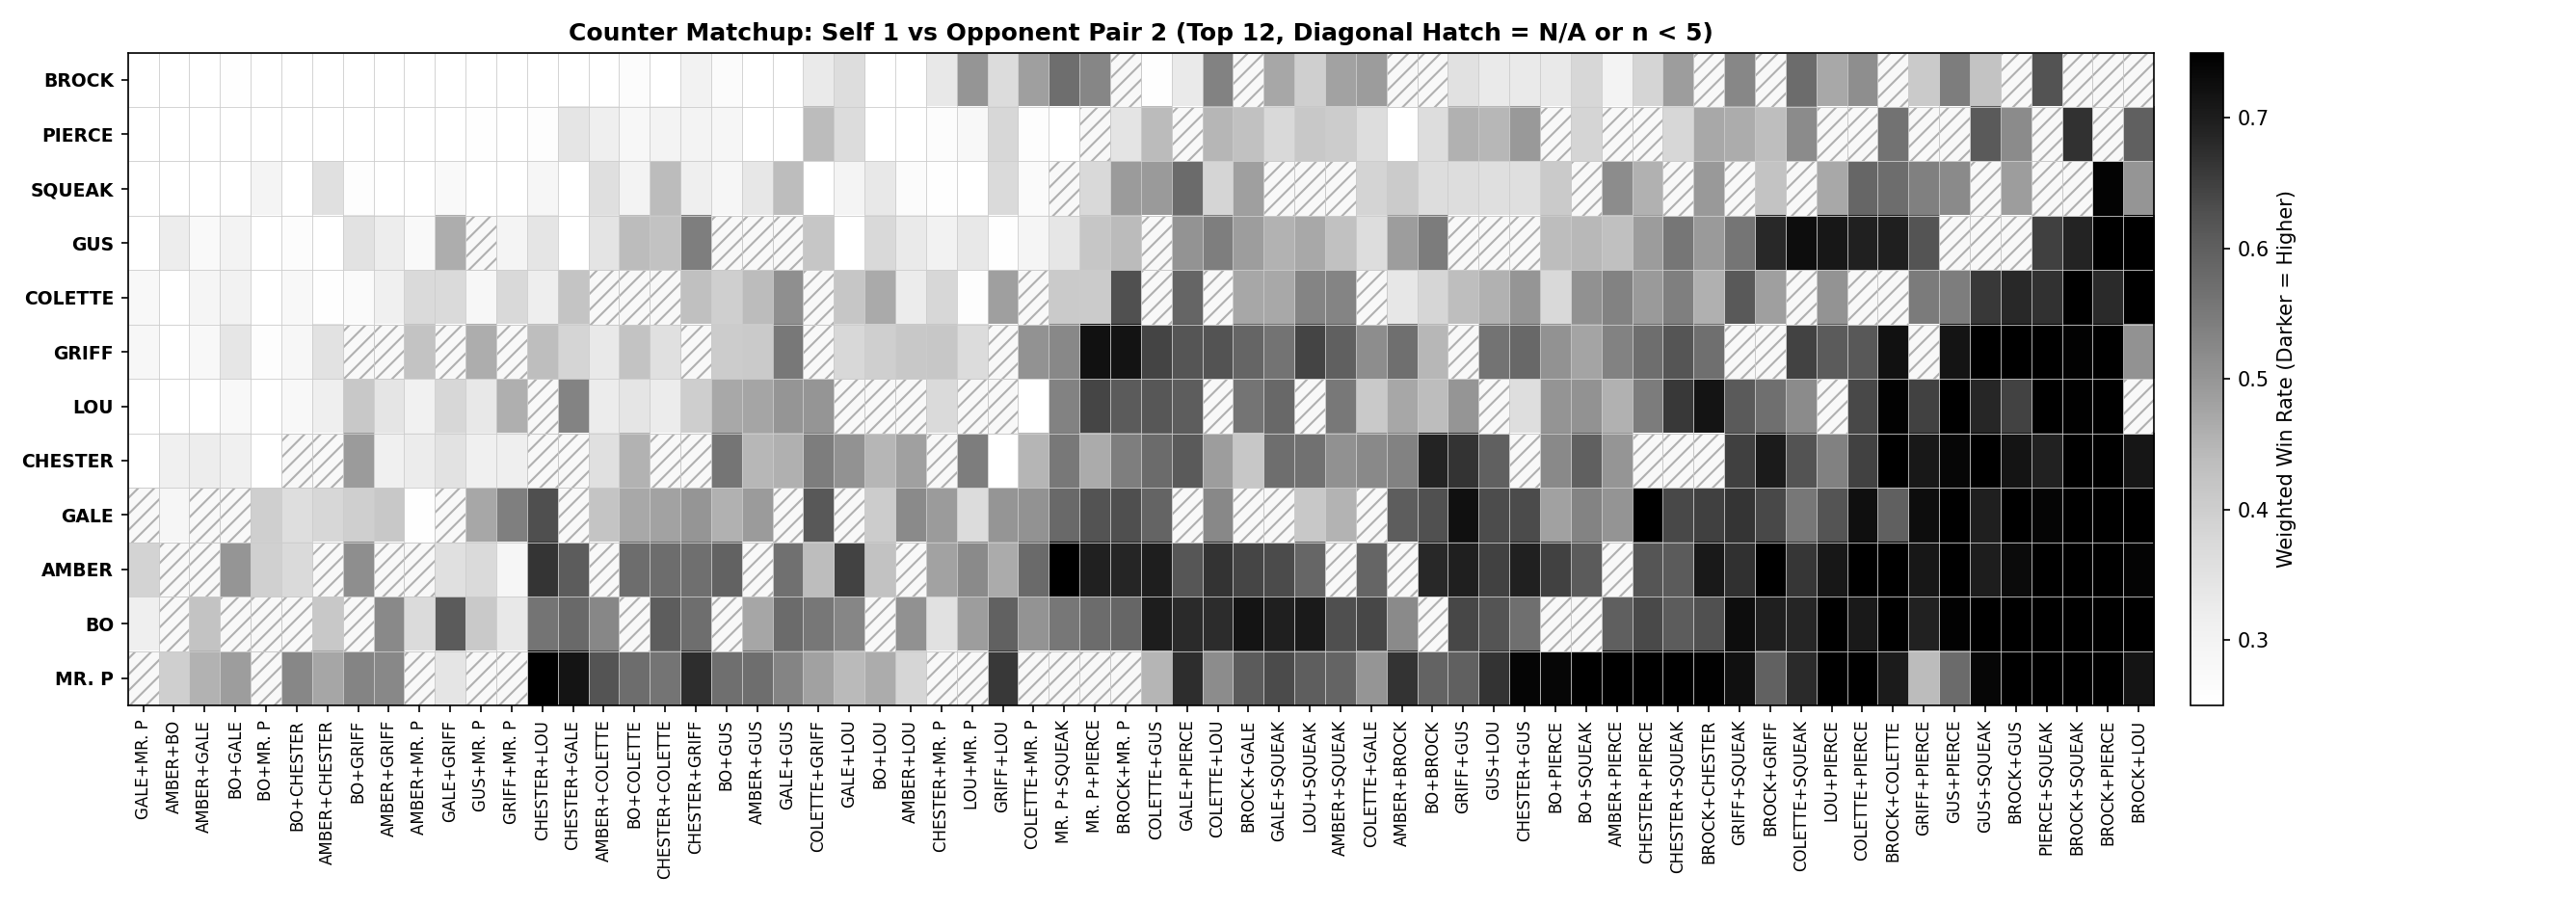 Counter Matchup: Self 1 vs Opponent Pair 2 (Top 12, Diagonal Hatch = N/A or n < 5)
BROCK
PIERCE
SQUEAK
GUS
COLETTE
GRIFF
LOU
CHESTER
GALE
AMBER
BO
MR. P
GALE+MR. P
AMBER+BO
AMBER+GALE
BO+GALE
BO+MR. P
BO+CHESTER
AMBER+CHESTER
BO+GRIFF
AMBER+GRIFF
AMBER+MR. P
GALE+GRIFF
GUS+MR. P
GRIFF+MR. P
CHESTER+LOU
CHESTER+GALE
AMBER+COLETTE
BO+COLETTE
CHESTER+COLETTE
CHESTER+GRIFF
BO+GUS
AMBER+GUS
GALE+GUS
COLETTE+GRIFF
GALE+LOU
BO+LOU
AMBER+LOU
CHESTER+MR. P
LOU+MR. P
GRIFF+LOU
COLETTE+MR. P
MR. P+SQUEAK
MR. P+PIERCE
BROCK+MR. P
COLETTE+GUS
GALE+PIERCE
COLETTE+LOU
BROCK+GALE
GALE+SQUEAK
LOU+SQUEAK
AMBER+SQUEAK
COLETTE+GALE
AMBER+BROCK
BO+BROCK
GRIFF+GUS
GUS+LOU
CHESTER+GUS
BO+PIERCE
BO+SQUEAK
AMBER+PIERCE
CHESTER+PIERCE
CHESTER+SQUEAK
BROCK+CHESTER
GRIFF+SQUEAK
BROCK+GRIFF
COLETTE+SQUEAK
LOU+PIERCE
COLETTE+PIERCE
BROCK+COLETTE
GRIFF+PIERCE
GUS+PIERCE
GUS+SQUEAK
BROCK+GUS
PIERCE+SQUEAK
BROCK+SQUEAK
BROCK+PIERCE
BROCK+LOU
0.7
0.6
0.5
0.4
0.3
Weighted Win Rate (Darker = Higher)